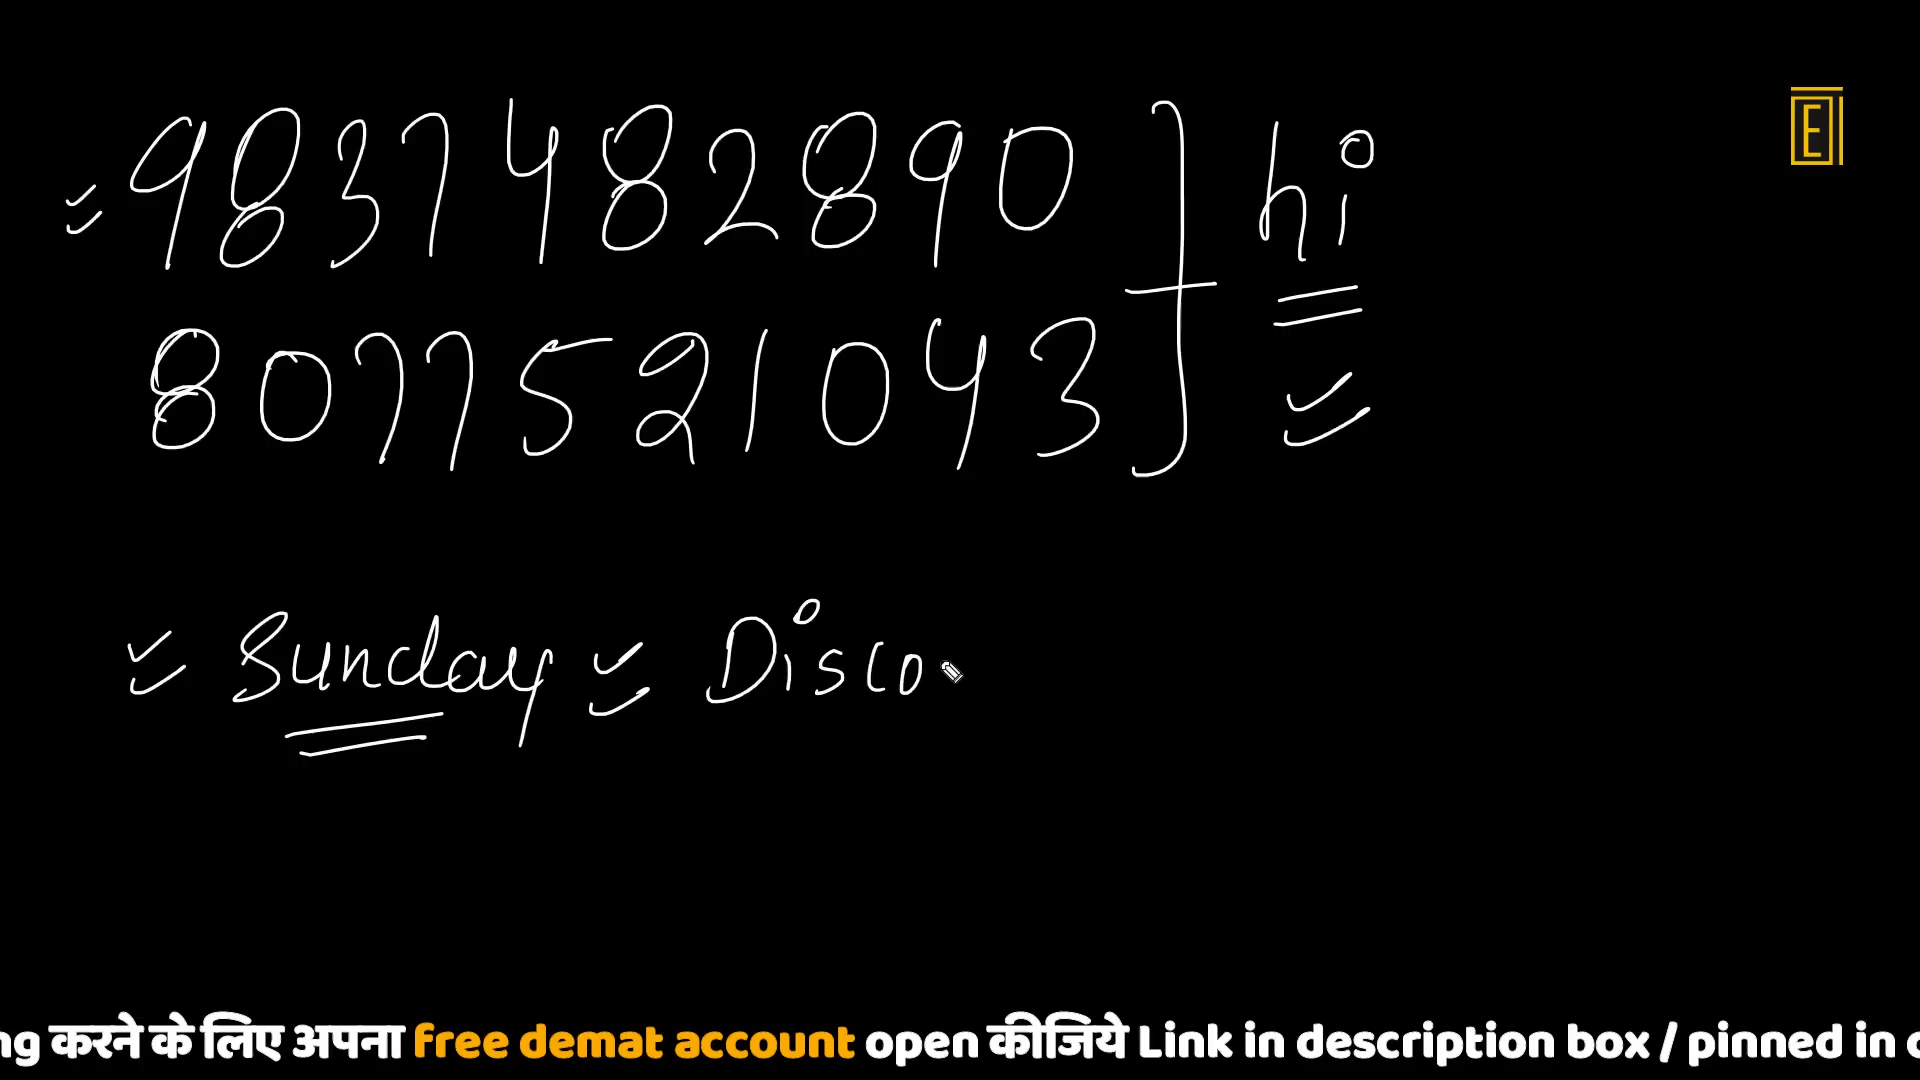 9837482890 hi
8077521043
Sunday Disco
ng करने के लिए अपना free demat account open कीजिये Link in description box / pinned in c
E